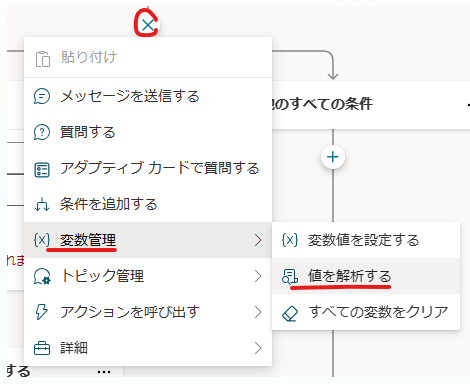 貼り付け
メッセージを送信する
質問する
のすべての条件
アダプティブ カードで質問する
条件を追加する
{x} 変数管理
{x} 変数値を設定する
れま
トピック管理
値を解析する
アクションを呼び出す
すべての変数をクリア
詳細
する